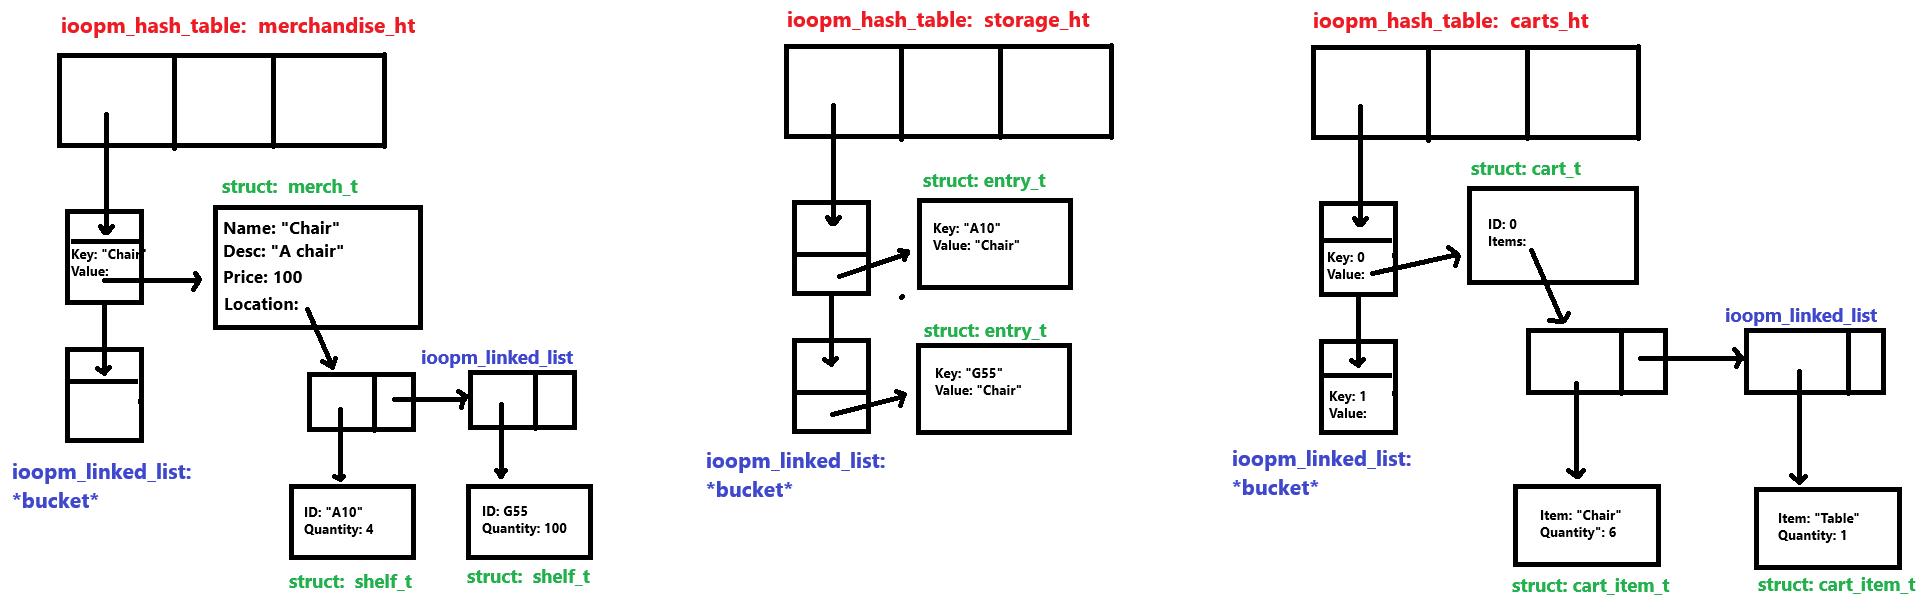 ioopm_hash_table:  merchandise_ht
struct:  merch_t
Name: "Chair"
Desc: "A chair"
Price: 100
Location:
Key: "Chair"
Value:
ioopm_linked_list
ioopm_linked_list:
*bucket*
ID: "A10"
Quantity: 4
struct:  shelf_t
ID: G55
Quantity: 100
struct:  shelf_t
ioopm_hash_table:  storage_ht
struct: entry_t
Key: "A10"
Value: "Chair"
struct: entry_t
Key: "G55"
Value: "Chair"
ioopm_linked_list:
*bucket*
ioopm_hash_table:  carts_ht
struct: cart_t
ID: 0
Items:
Key: 0
Value:
ioopm_linked_list
Key: 1
Value:
ioopm_linked_list:
*bucket*
Item: "Chair"
Quantity": 6
struct: cart_item_t
Item: "Table"
Quantity: 1
struct: cart_item_t